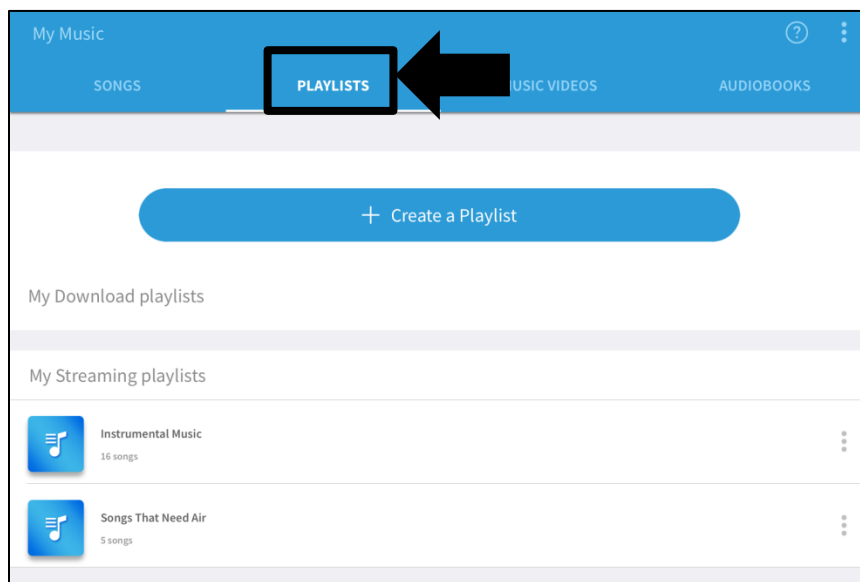 My Music
?
SONGS PLAYLISTS USIC VIDEOS AUDIOBOOKS
+ Create a Playlist
My Download playlists
My Streaming playlists
Instrumental Music
16 songs
Songs That Need Air
5 songs